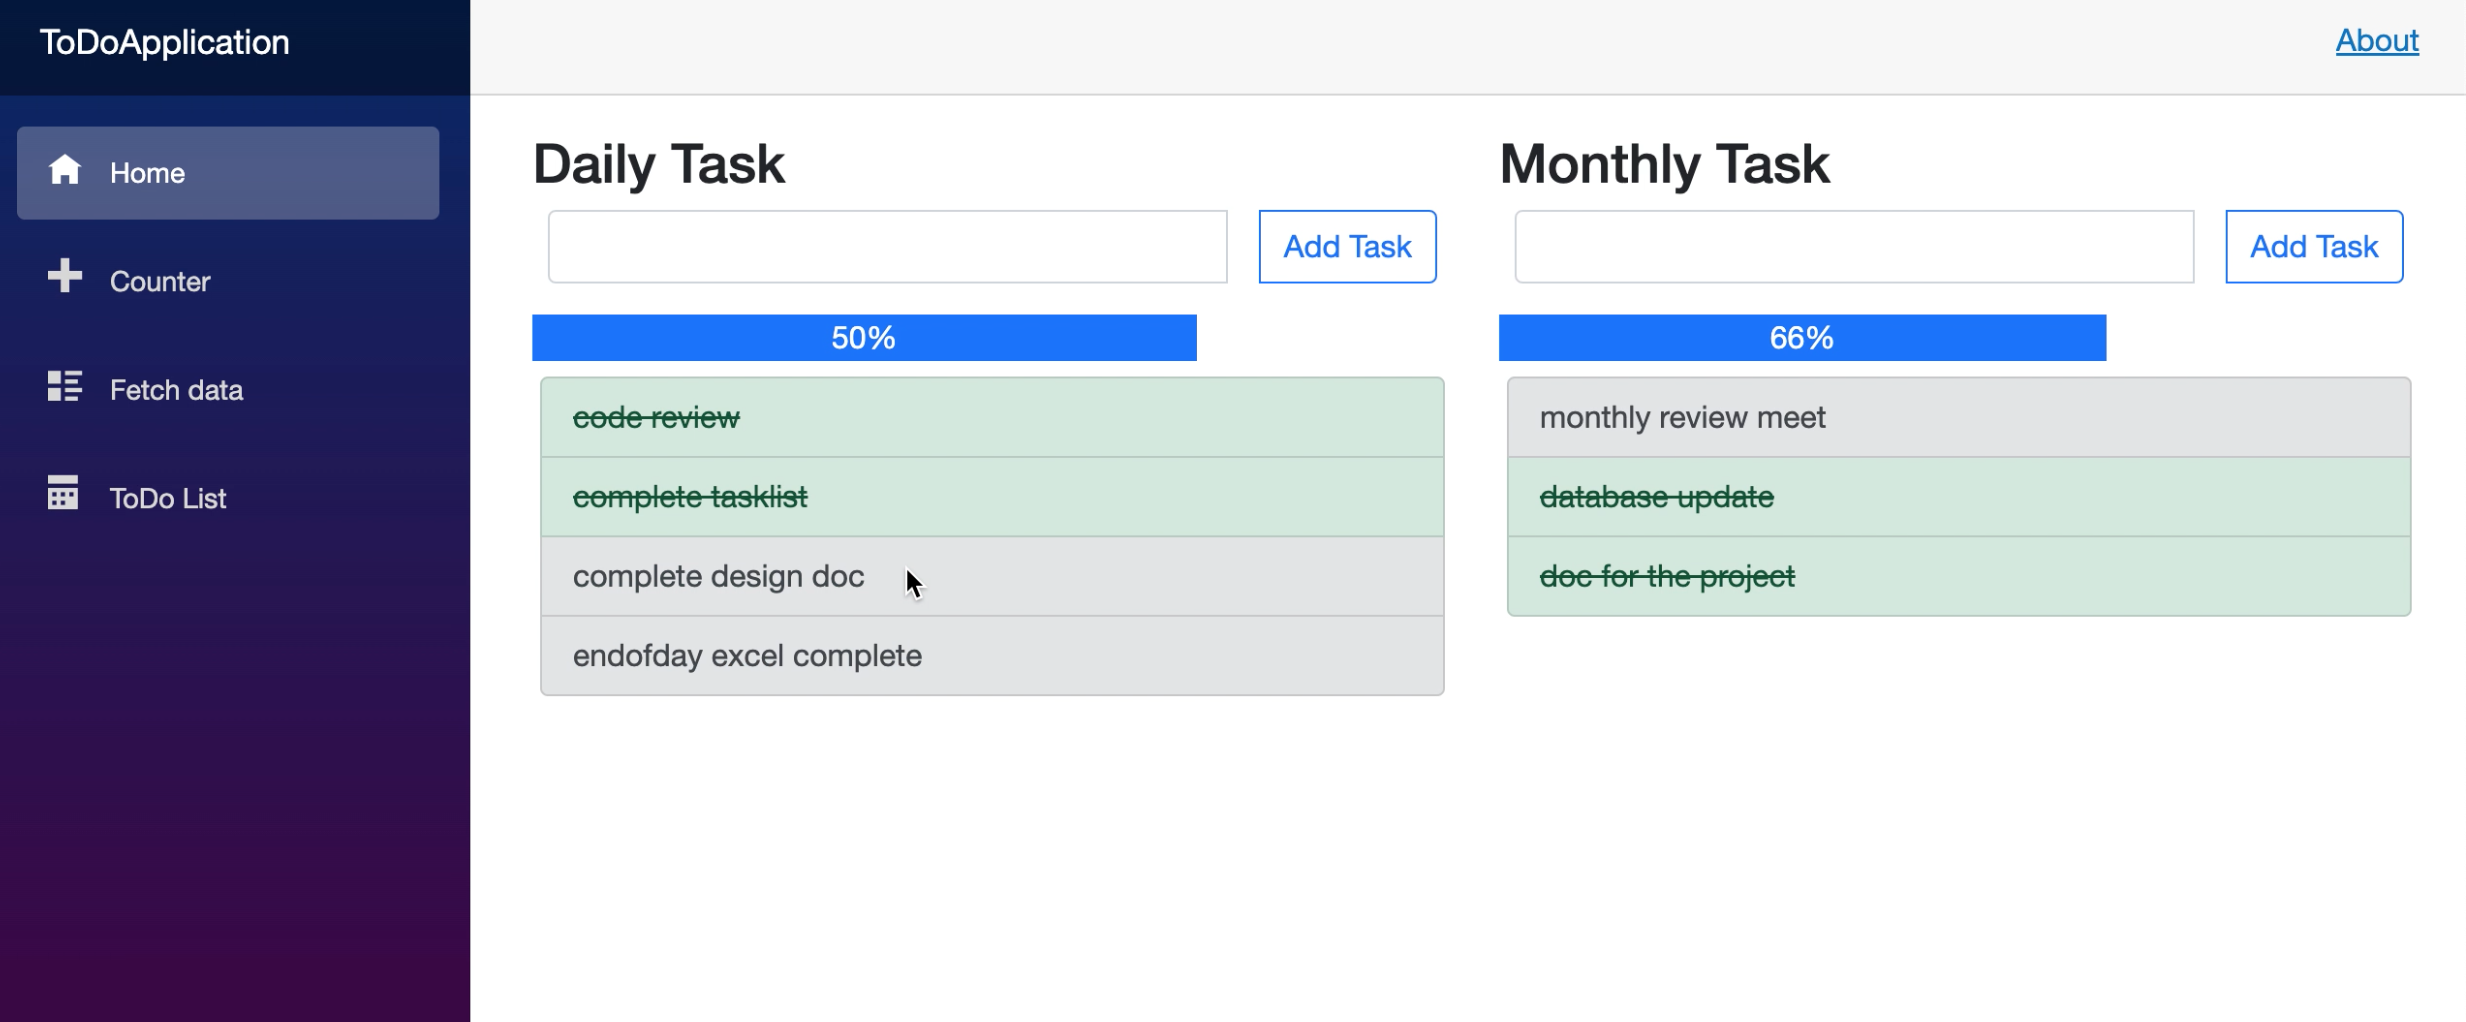 ToDoApplication
About
Home
Counter
Fetch data
ToDo List
Daily Task
Add Task
50%
code review
complete tasklist
complete design doc
endofday excel complete
Monthly Task
Add Task
66%
monthly review meet
database update
doc for the project